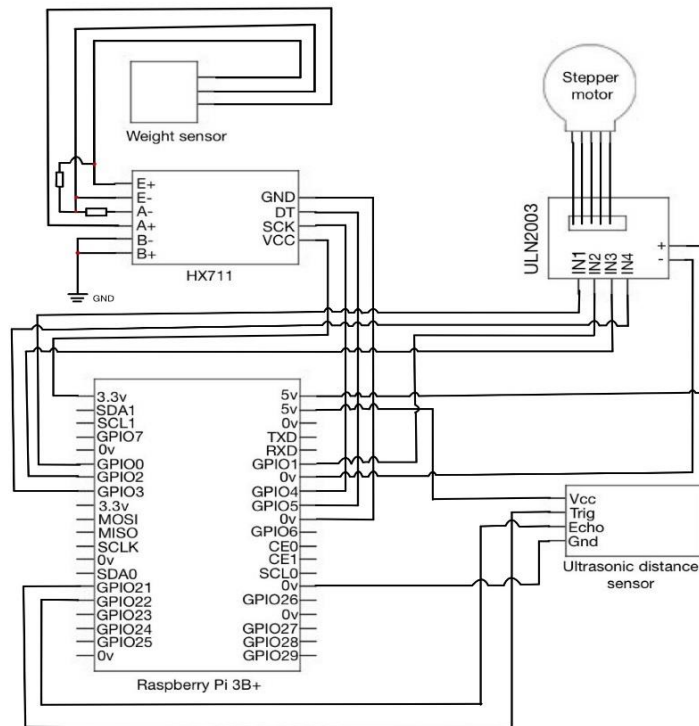 Weight sensor
E+
E-
A-
A+
B-
B+
GND
DT
SCK
VCC
HX711
GND
Stepper
motor
ULN2003
IN1
IN2
IN3
IN4
+
-
3.3v
SDA1
SCL1
GPIO7
0v
GPIO0
GPIO2
GPIO3
3.3v
MOSI
MISO
SCLK
0v
SDA0
GPIO21
GPIO22
GPIO23
GPIO24
GPIO25
0v
5v
5v
0v
TXD
RXD
GPIO1
0v
GPIO4
GPIO5
0v
GPIO6
CE0
CE1
SCL0
0v
GPIO26
0v
GPIO27
GPIO28
GPIO29
Raspberry Pi 3B+
Vcc
Trig
Echo
Gnd
Ultrasonic distance
sensor